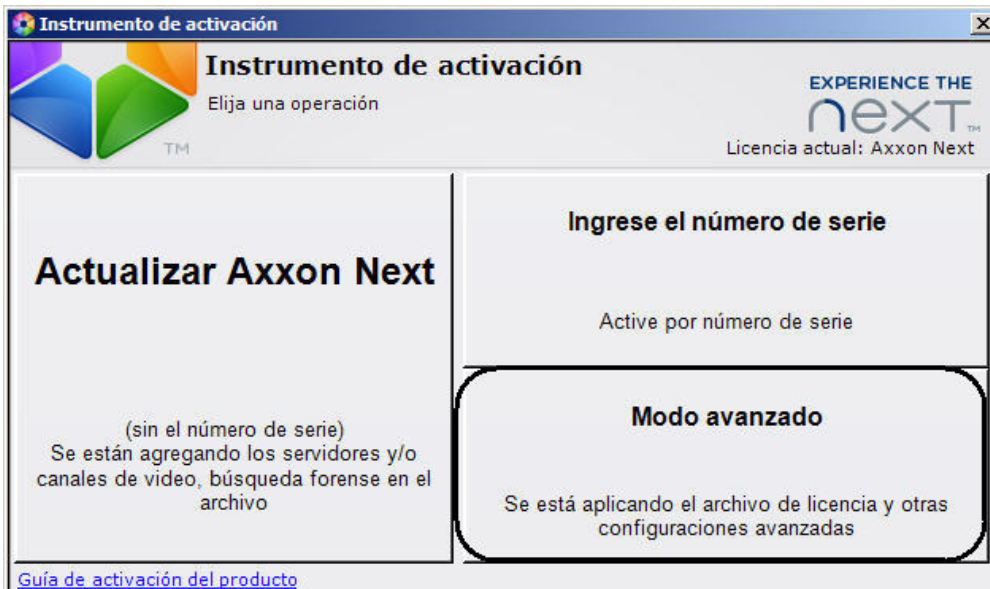 Instrumento de activación
Instrumento de activación
Elija una operación
EXPERIENCE THE
next™
TM
Licencia actual: Axxon Next
Actualizar Axxon Next
(sin el número de serie)
Se están agregando los servidores y/o
canales de video, búsqueda forense en el
archivo
Ingrese el número de serie
Active por número de serie
Modo avanzado
Se está aplicando el archivo de licencia y otras
configuraciones avanzadas
Guía de activación del producto